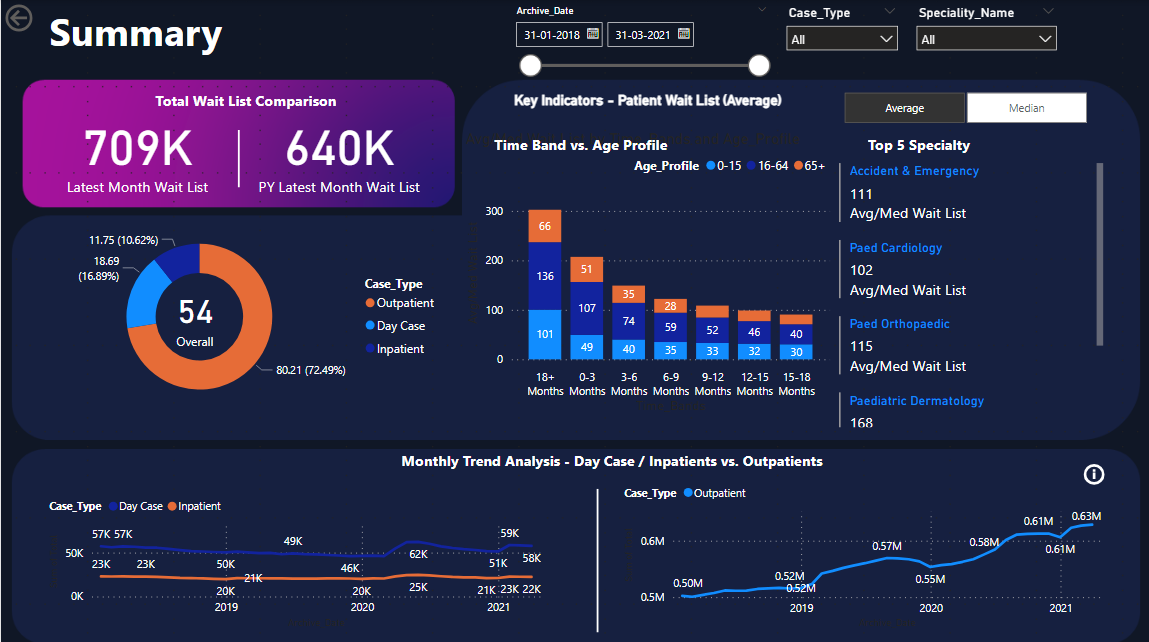 Summary
Archive_Date
31-01-2018
31-03-2021
Case_Type
All
Speciality_Name
All
Total Wait List Comparison
709K
Latest Month Wait List
640K
PY Latest Month Wait List
Key Indicators - Patient Wait List (Average)
Average
Median
Time Band vs. Age Profile
Age_Profile 0-15 16-64 65+
300
200
100
0
66
136
101
51
107
49
35
74
40
28
59
35
52
33
46
32
40
30
18+ Months
0-3 Months
3-6 Months
6-9 Months
9-12 Months
12-15 Months
15-18 Months
Top 5 Specialty
Accident & Emergency
111
Avg/Med Wait List
Paed Cardiology
102
Avg/Med Wait List
Paed Orthopaedic
115
Avg/Med Wait List
Paediatric Dermatology
168
11.75 (10.62%)
18.69
(16.89%)
54
Overall
80.21 (72.49%)
Case_Type
Outpatient
Day Case
Inpatient
Monthly Trend Analysis - Day Case / Inpatients vs. Outpatients
Case_Type Day Case Inpatient
50K
0K
57K 57K
50K
49K
46K
62K
51K
59K
58K
23K
23K
20K
21K
20K
25K
21K
23K
22K
2019
2020
2021
Case_Type Outpatient
0.6M
0.5M
0.50M
0.52M
0.52M
0.57M
0.55M
0.58M
0.61M
0.61M
0.63M
2019
2020
2021